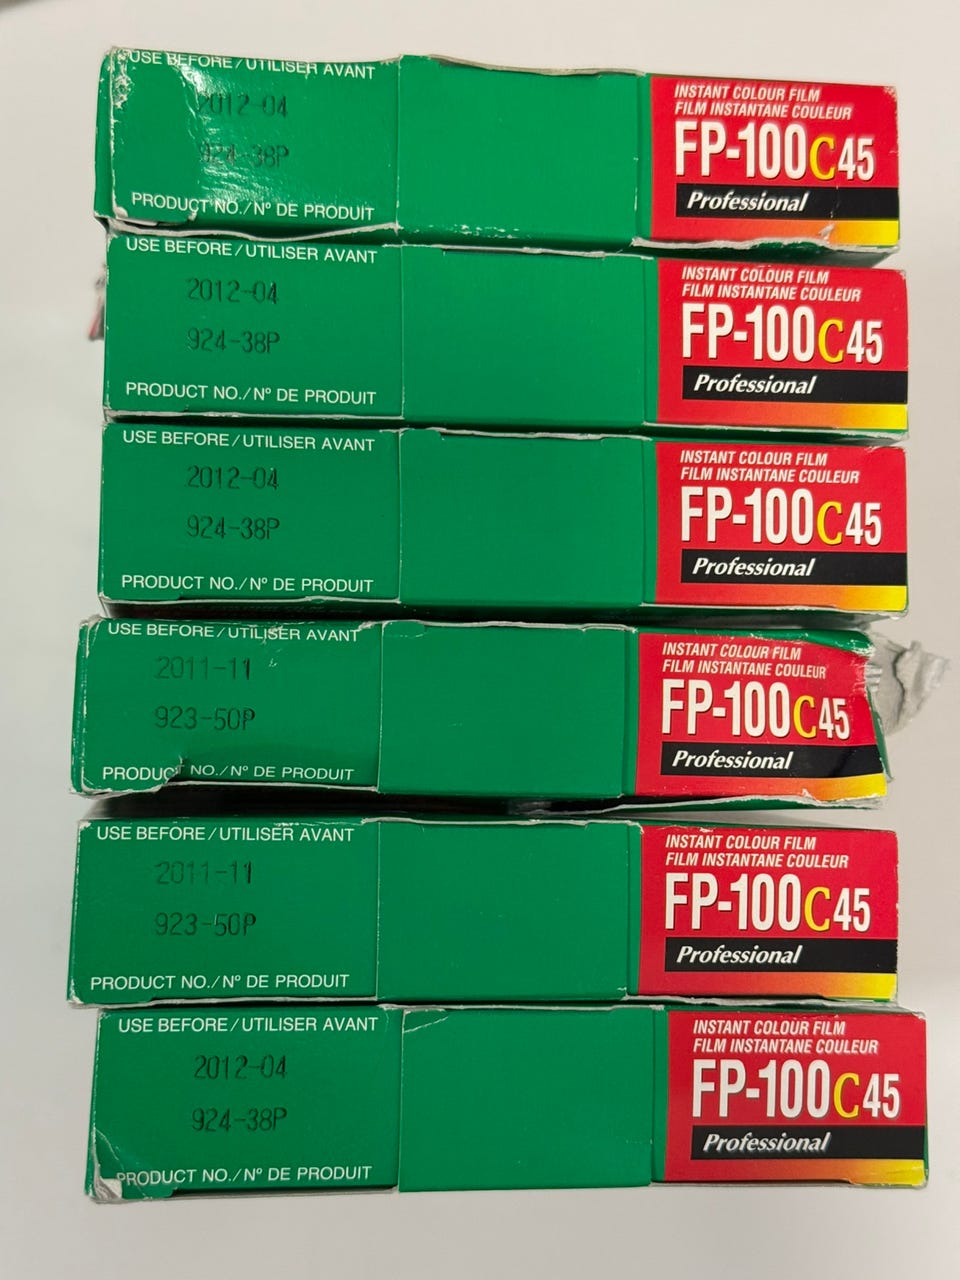 USE BEFORE/UTILISER AVANT
2012-04
924-38P
PRODUCT NO./Nº DE PRODUIT
INSTANT COLOUR FILM
FILM INSTANTANE COULEUR
FP-100C45
Professional
USE BEFORE/UTILISER AVANT
2012-04
924-38P
PRODUCT NO./Nº DE PRODUIT
INSTANT COLOUR FILM
FILM INSTANTANE COULEUR
FP-100C45
Professional
USE BEFORE/UTILISER AVANT
2012-04
924-38P
PRODUCT NO./Nº DE PRODUIT
INSTANT COLOUR FILM
FILM INSTANTANE COULEUR
FP-100C45
Professional
USE BEFORE/UTILISER AVANT
2011-11
923-50P
PRODUCT NO./Nº DE PRODUIT
INSTANT COLOUR FILM
FILM INSTANTANE COULEUR
FP-100C45
Professional
USE BEFORE/UTILISER AVANT
2011-11
923-50P
PRODUCT NO./Nº DE PRODUIT
INSTANT COLOUR FILM
FILM INSTANTANE COULEUR
FP-100C45
Professional
USE BEFORE/UTILISER AVANT
2012-04
924-38P
PRODUCT NO./Nº DE PRODUIT
INSTANT COLOUR FILM
FILM INSTANTANE COULEUR
FP-100C45
Professional